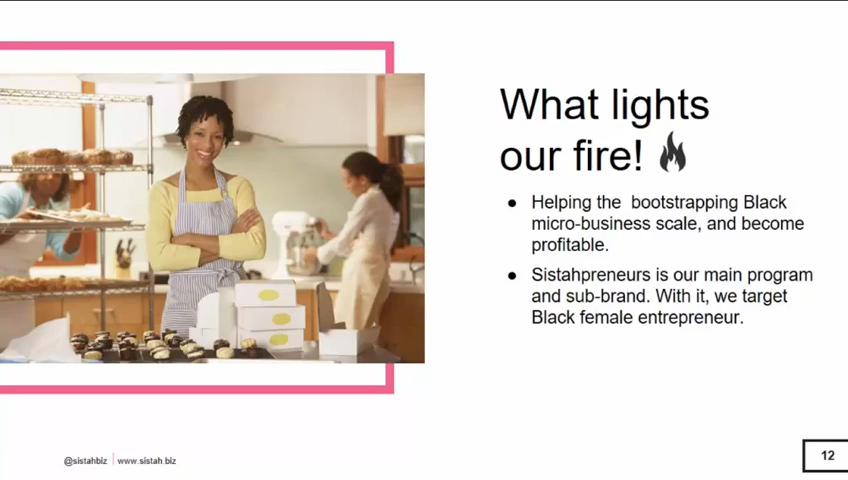 What lights
our fire!
● Helping the bootstrapping Black
micro-business scale, and become
profitable.
● Sistahpreneurs is our main program
and sub-brand. With it, we target
Black female entrepreneur.
@sistahbiz | www.sistah.biz
12